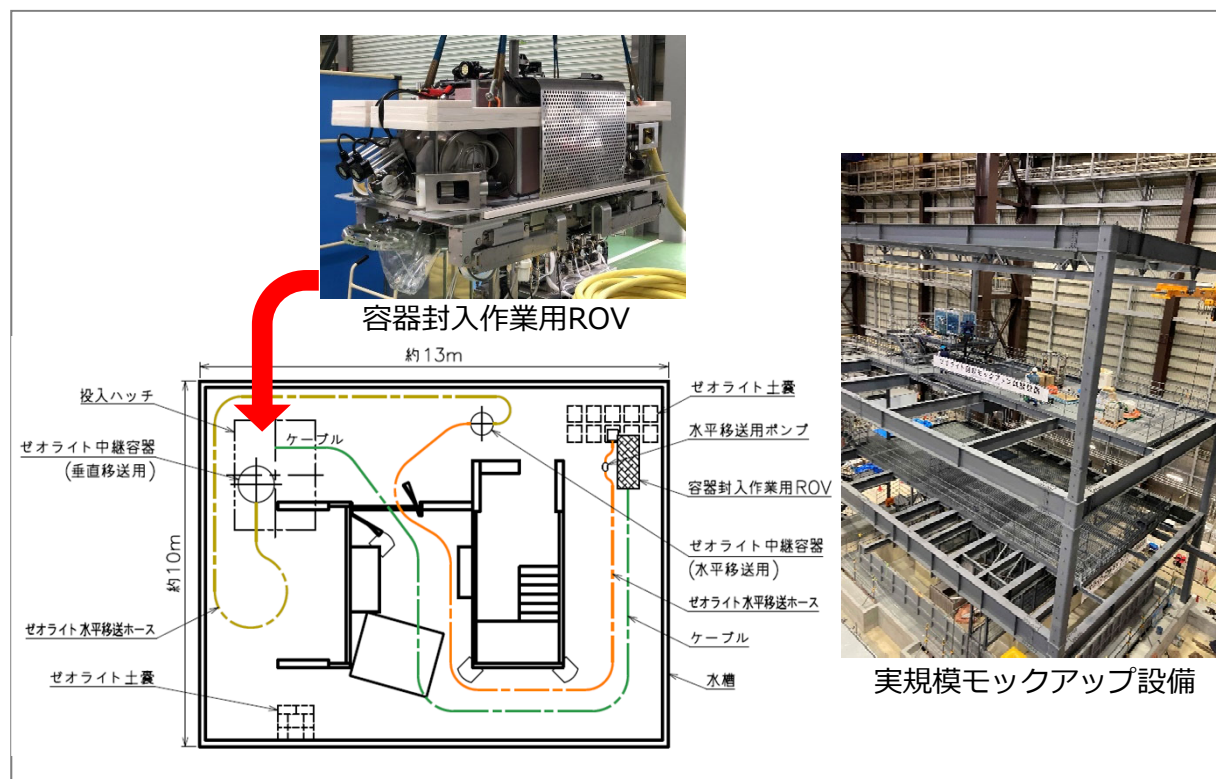 容器封入作業用ROV
約13m
投入ハッチ
ケーブル
ゼオライト中継容器
(垂直移送用)
約10m
ゼオライト水平移送ホース
ゼオライト土嚢
ゼオライト土嚢
水平移送用ポンプ
容器封入作業用ROV
ゼオライト中継容器
(水平移送用)
ゼオライト水平移送ホース
ケーブル
水槽
実規模モックアップ設備